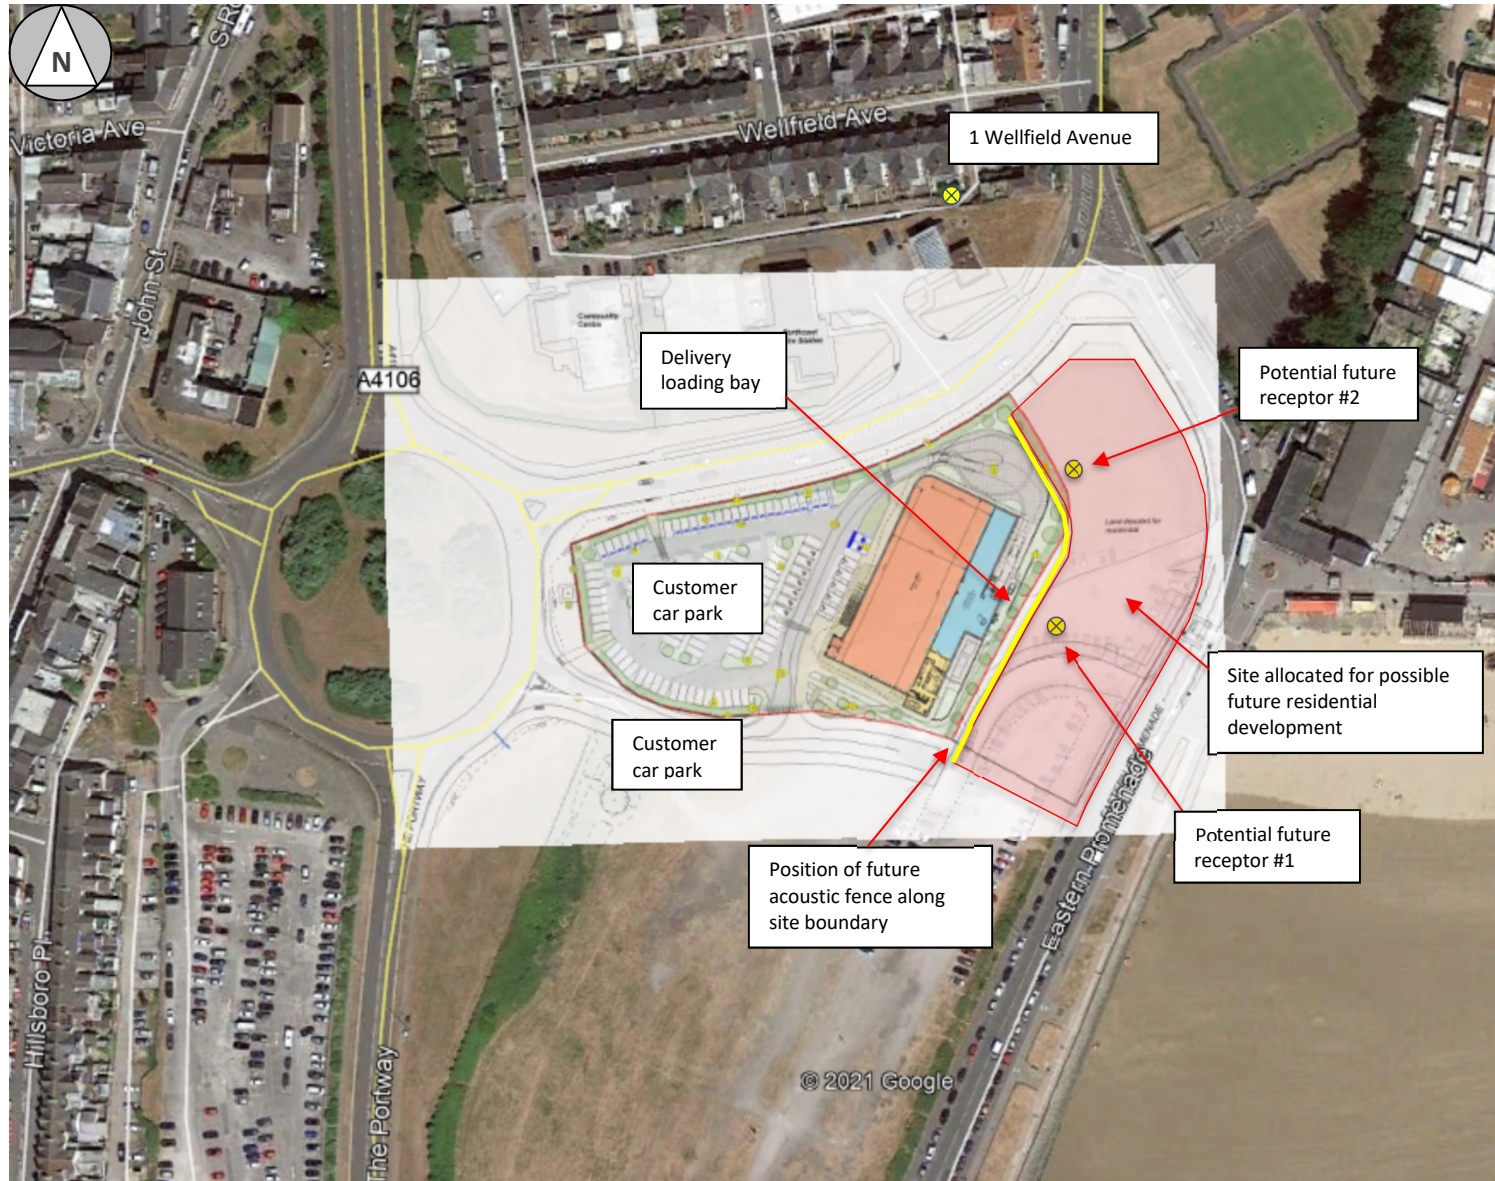 N
Victoria Ave
Wellfield Ave
1 Wellfield Avenue
John St
A4106
Community
Centre
Delivery
loading bay
Potential future
receptor #2
Customer
car park
Site allocated for possible
future residential
development
Customer
car park
Position of future
acoustic fence along
site boundary
Potential future
receptor #1
Eastern Promenade
Hillsboro Pl
The Portway
© 2021 Google